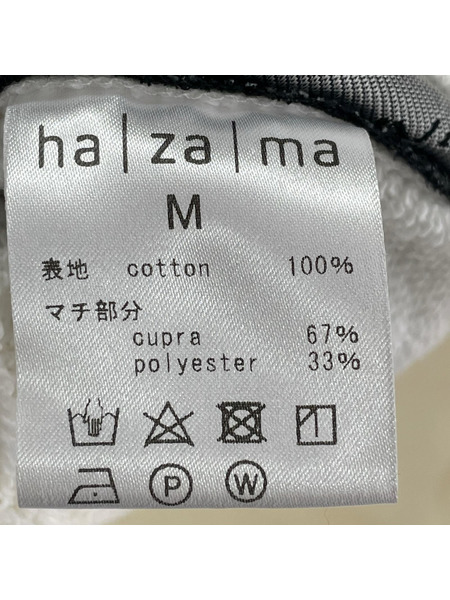 ha|za|ma
M
表地 cotton 100%
マチ部分
cupra 67%
polyester 33%
P W